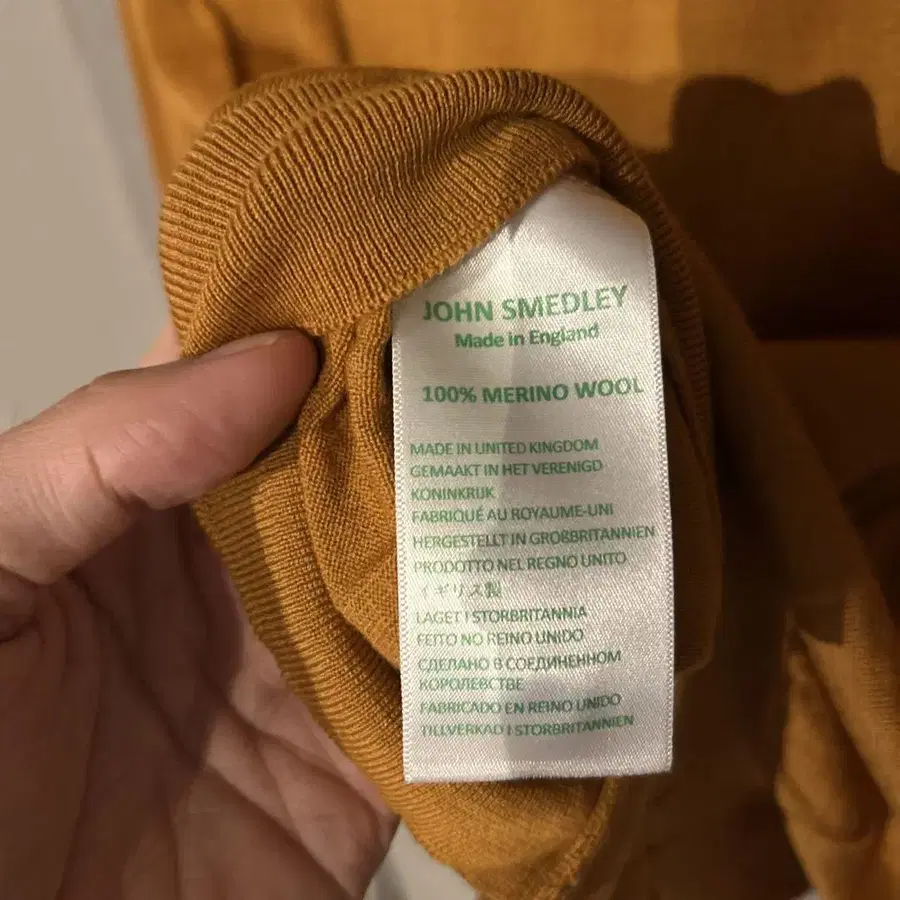 JOHN SMEDLEY
Made in England
100% MERINO WOOL
MADE IN UNITED KINGDOM
GEMAAKT IN HET VERENIGD
KONINKRIJK
FABRIQUÉ AU ROYAUME-UNI
HERGESTELLT IN GROßBRITANNIEN
PRODOTTO NEL REGNO UNITO
イギリス製
LAGET I STORBRITANNIA
FEITO NO REINO UNIDO
СДЕЛАНО В СОЕДИНЕННОМ
КОРОЛЕВСТВЕ
FABRICADO EN REINO UNIDO
TILLVERKAD I STORBRITANNIEN